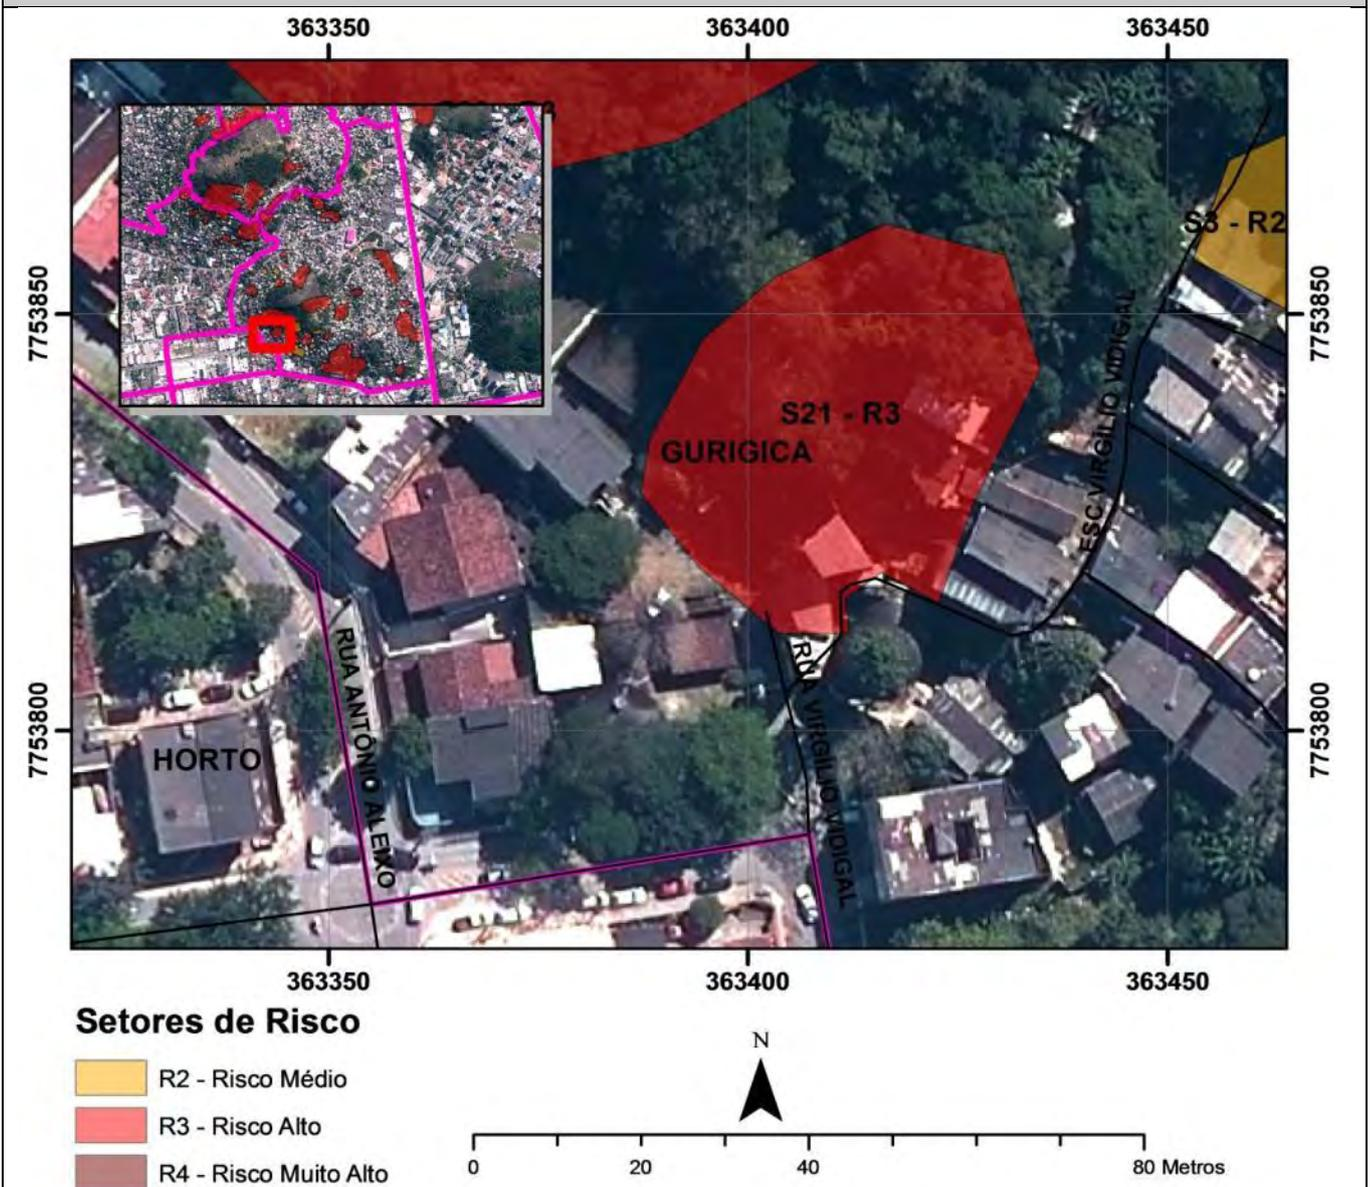 363350 363400 363450
S3 - R2
7753850 7753850
S21 - R3
GURIGICA
ESC VIRGÍLIO VIDIGAL
RUA ANTÔNIO ALEIXO
RUA VIRGÍLIO VIDIGAL
7753800 7753800
HORTO
363350 363400 363450
Setores de Risco
R2 - Risco Médio
R3 - Risco Alto
R4 - Risco Muito Alto
N
0 20 40 80 Metros